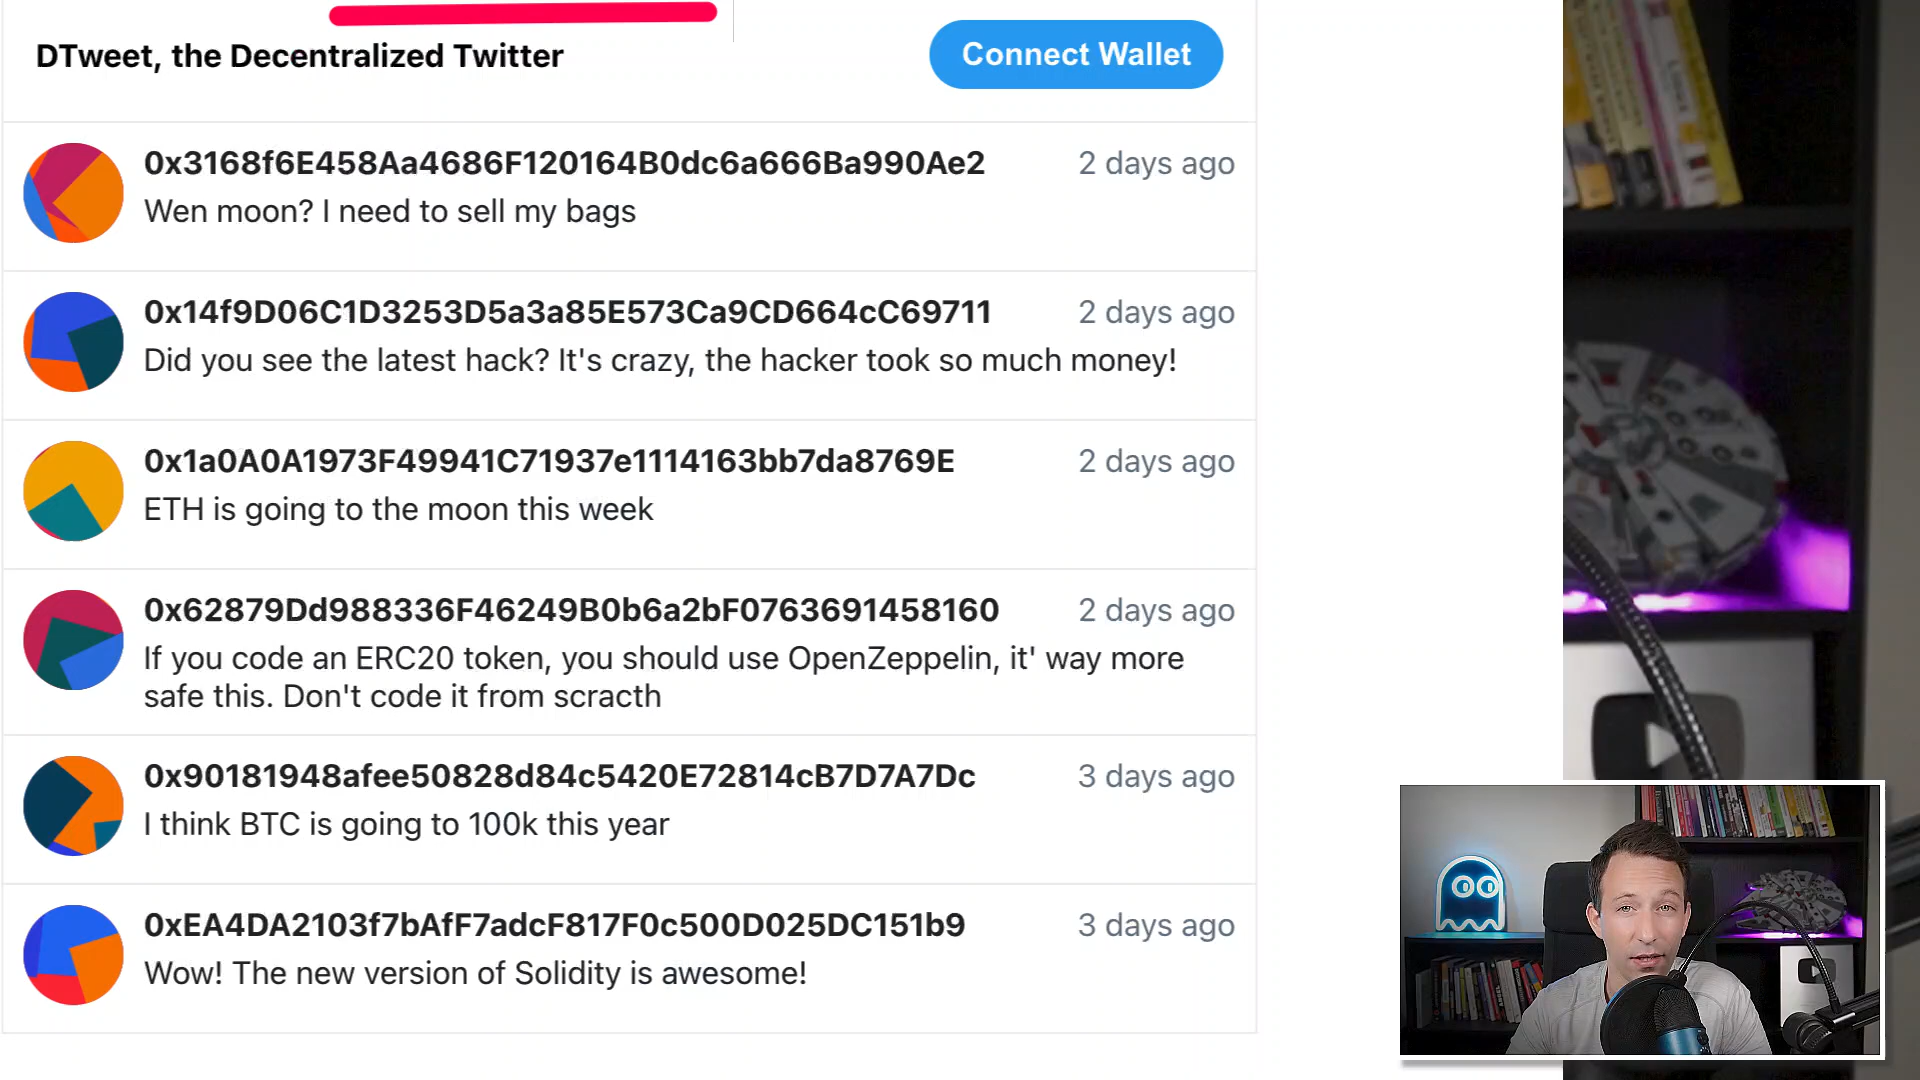 DTweet, the Decentralized Twitter
Connect Wallet
0x3168f6E458Aa4686F120164B0dc6a666Ba990Ae2
2 days ago
Wen moon? I need to sell my bags
0x14f9D06C1D3253D5a3a85E573Ca9CD664cC69711
2 days ago
Did you see the latest hack? It's crazy, the hacker took so much money!
0x1a0A0A1973F49941C71937e1114163bb7da8769E
2 days ago
ETH is going to the moon this week
0x62879Dd988336F46249B0b6a2bF0763691458160
2 days ago
If you code an ERC20 token, you should use OpenZeppelin, it' way more
safe this. Don't code it from scracth
0x90181948afee50828d84c5420E72814cB7D7A7Dc
3 days ago
I think BTC is going to 100k this year
0xEA4DA2103f7bAfF7adcF817F0c500D025DC151b9
3 days ago
Wow! The new version of Solidity is awesome!